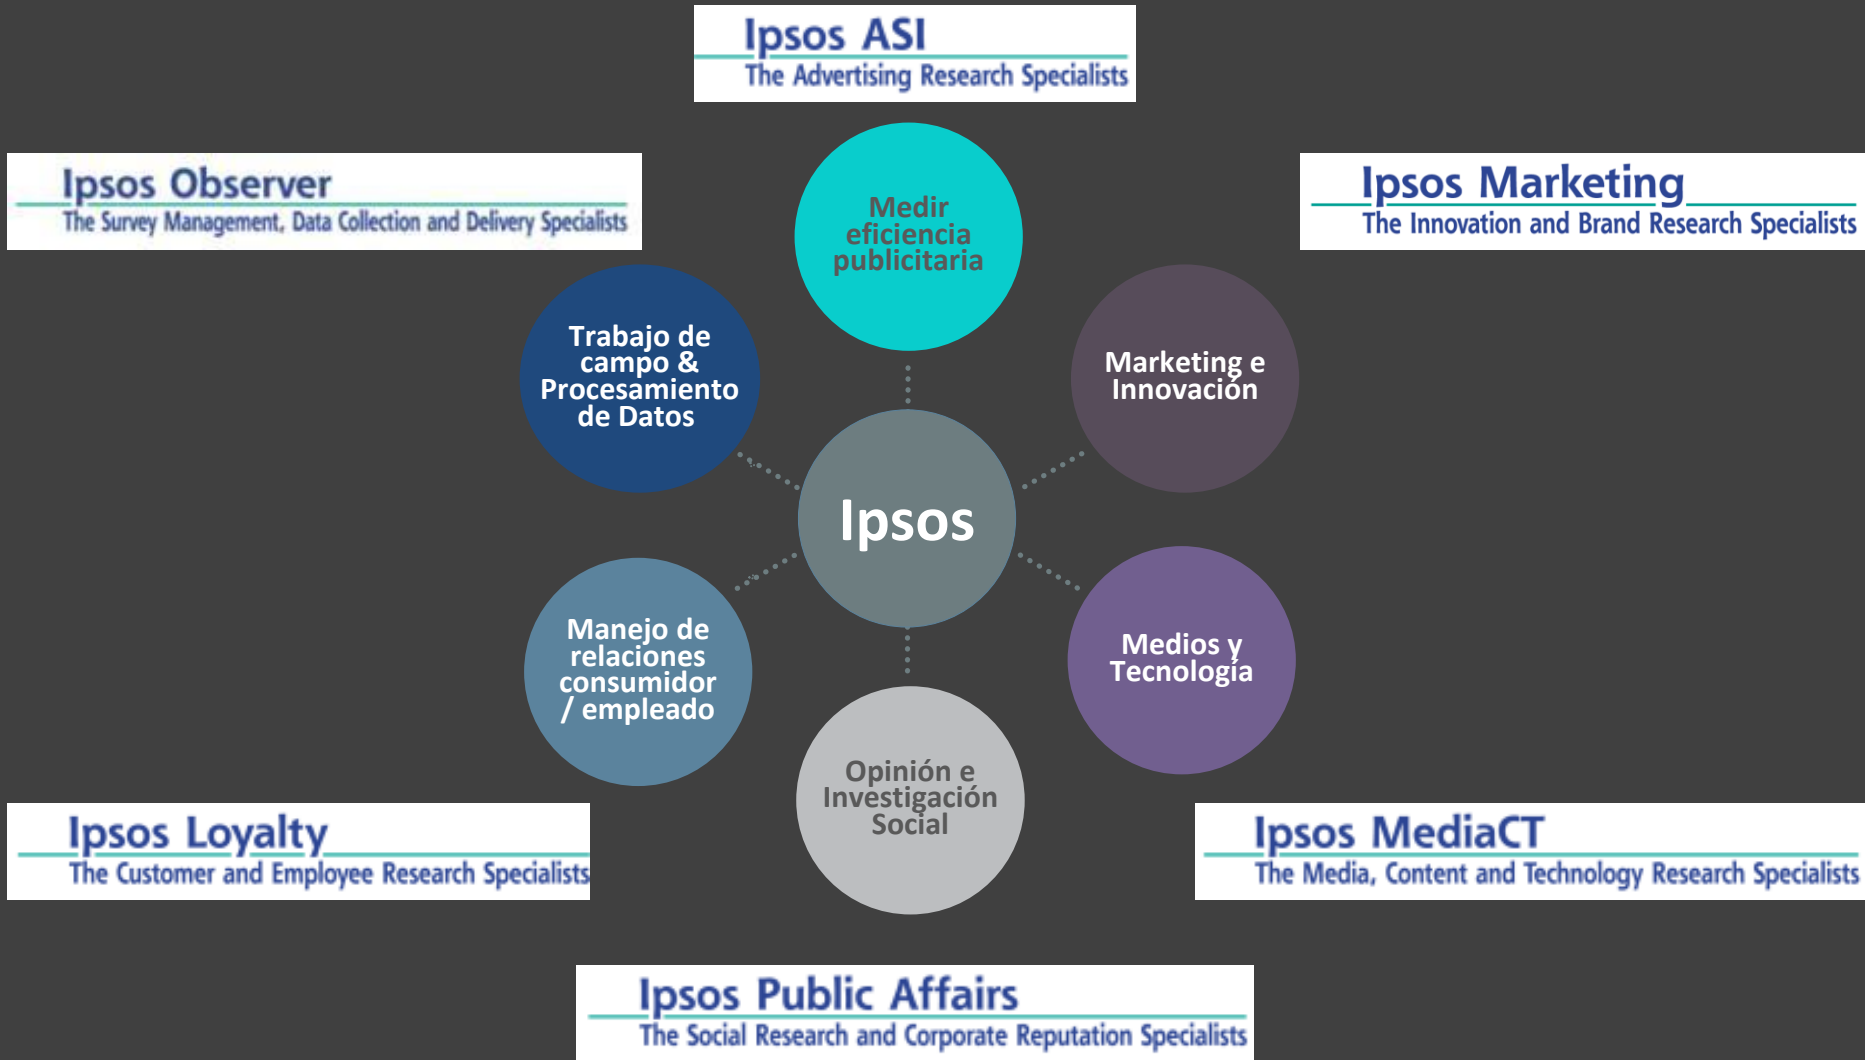 Ipsos ASI
The Advertising Research Specialists
Ipsos Observer
The Survey Management, Data Collection and Delivery Specialists
Ipsos Marketing
The Innovation and Brand Research Specialists
Medir
eficiencia
publicitaria
Trabajo de
campo &
Procesamiento
de Datos
Marketing e
Innovación
Ipsos
Manejo de
relaciones
consumidor
/ empleado
Medios y
Tecnología
Opinión e
Investigación
Social
Ipsos Loyalty
The Customer and Employee Research Specialists
Ipsos MediaCT
The Media, Content and Technology Research Specialists
Ipsos Public Affairs
The Social Research and Corporate Reputation Specialists